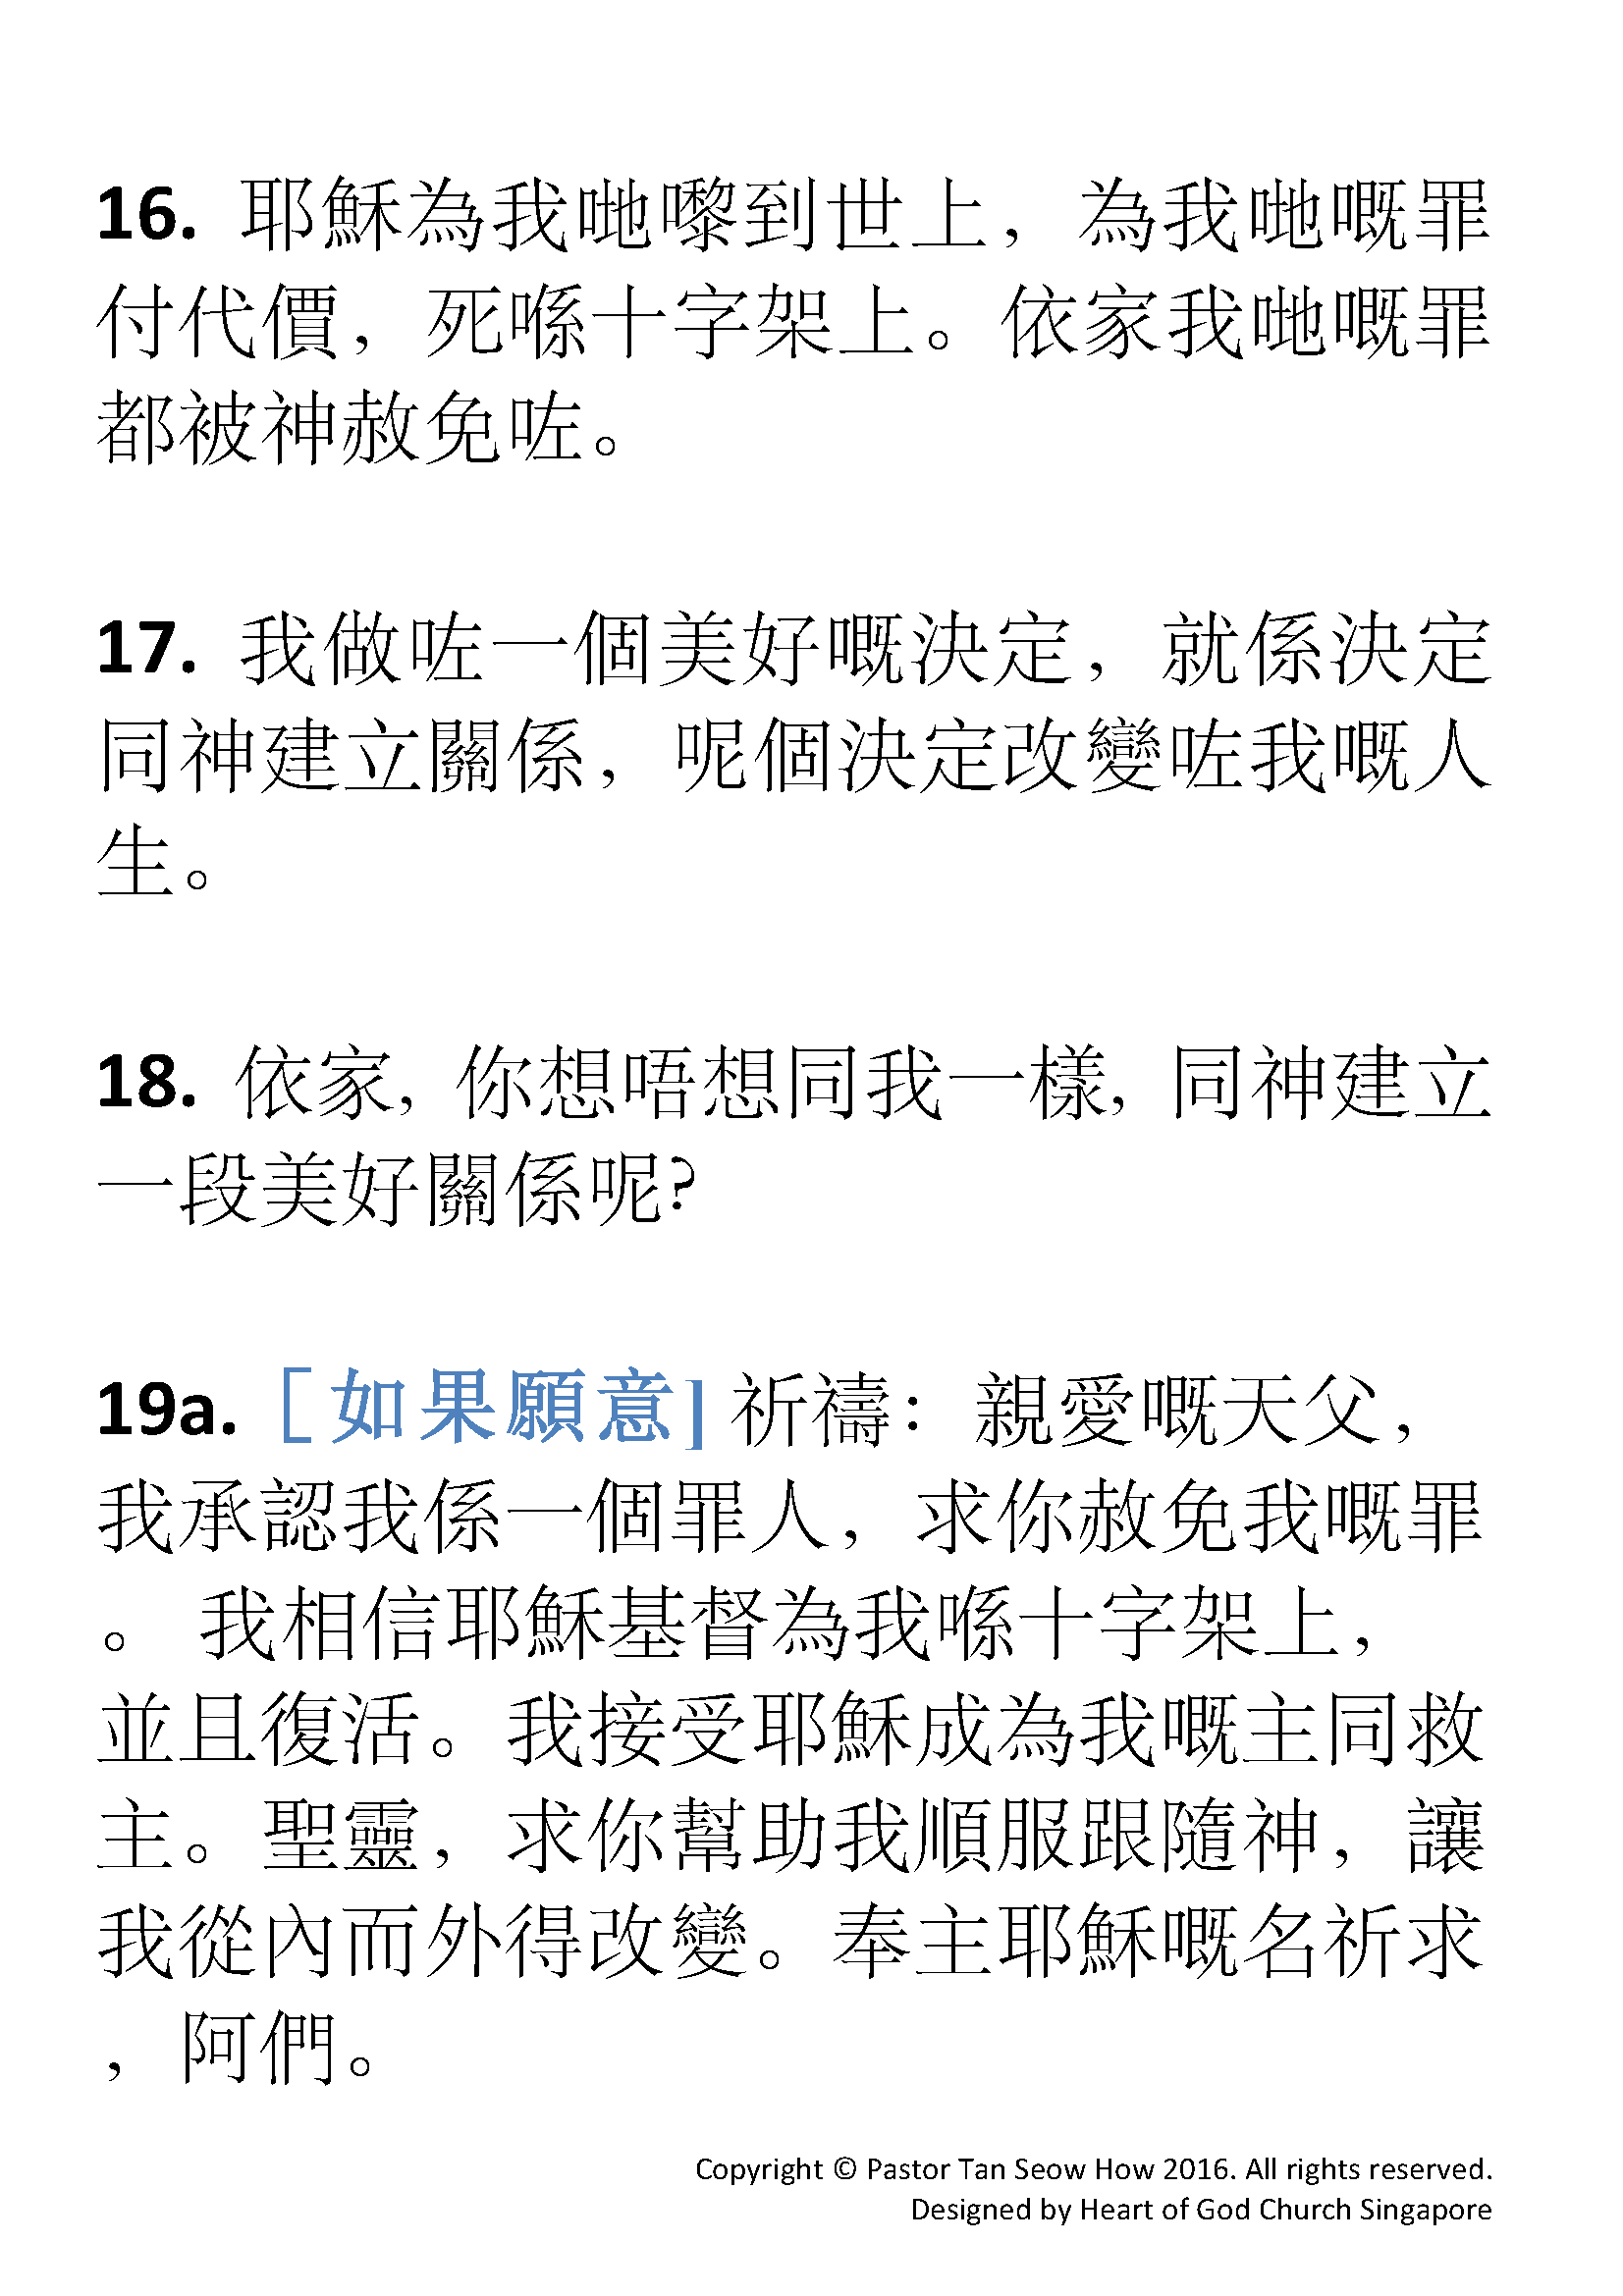 16. 耶穌為我哋嚟到世上，為我哋嘅罪
付代價，死喺十字架上。依家我哋嘅罪
都被神赦免咗。
17. 我做咗一個美好嘅決定，就係決定
同神建立關係，呢個決定改變咗我嘅人
生。
18. 依家，你想唔想同我一樣，同神建立
一段美好關係呢?
19a. [如果願意] 祈禱：親愛嘅天父，
我承認我係一個罪人，求你赦免我嘅罪
。 我相信耶穌基督為我喺十字架上，
並且復活。我接受耶穌成為我嘅主同救
主。聖靈，求你幫助我順服跟隨神，讓
我從內而外得改變。奉主耶穌嘅名祈求
，阿們。
Copyright © Pastor Tan Seow How 2016. All rights reserved.
Designed by Heart of God Church Singapore